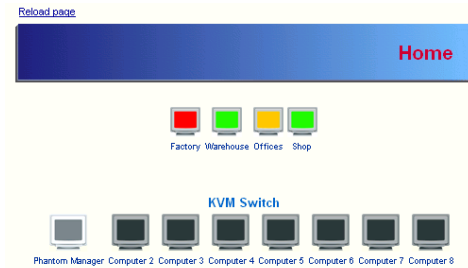 Reload page
Home
Factory Warehouse Offices Shop
KVM Switch
Phantom Manager Computer 2 Computer 3 Computer 4 Computer 5 Computer 6 Computer 7 Computer 8